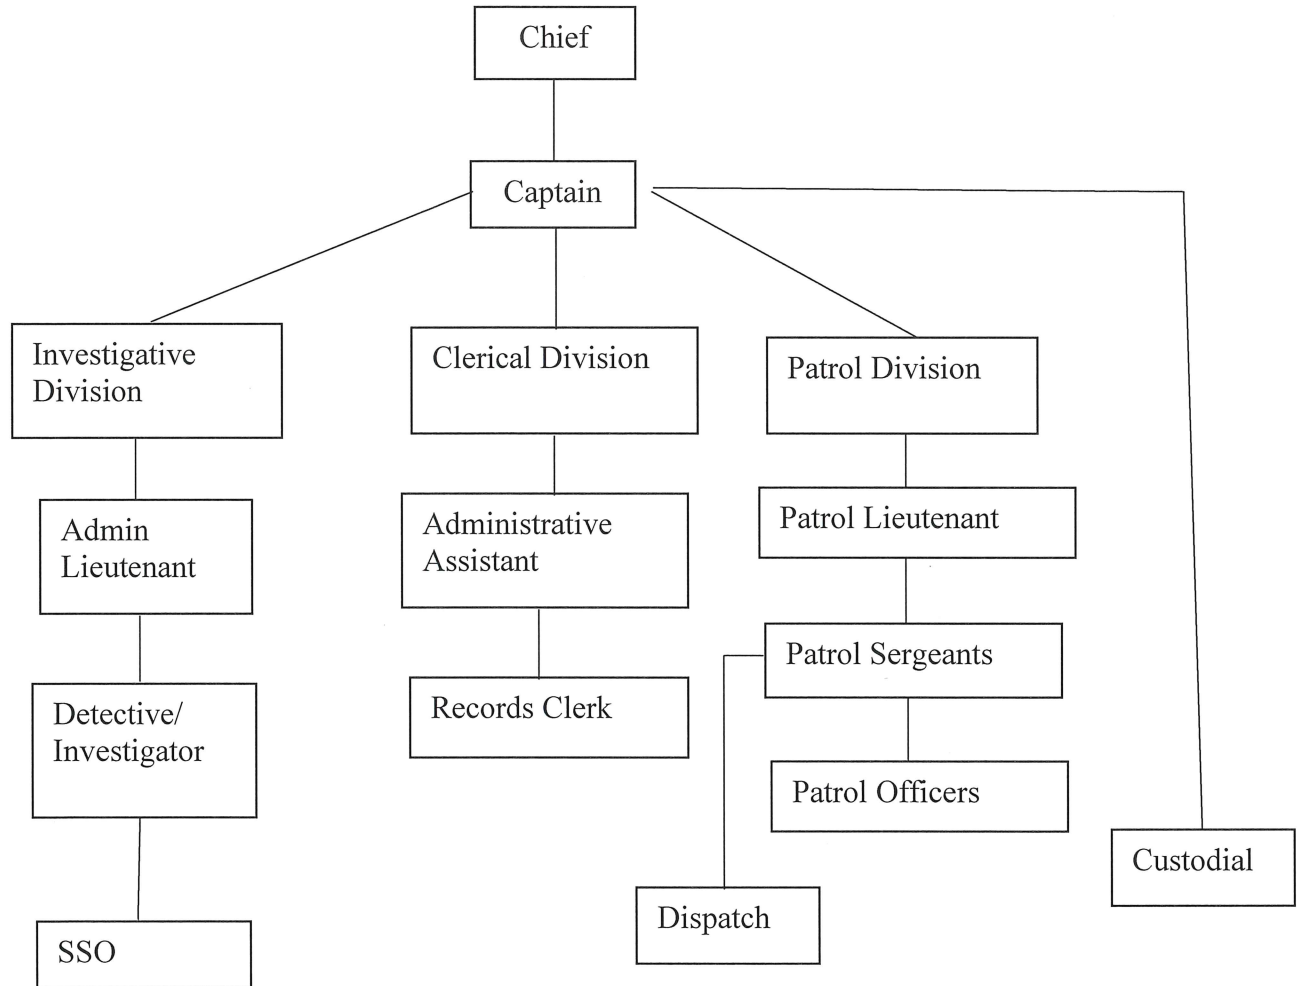 Chief
Captain
Investigative
Division
Clerical Division
Patrol Division
Admin
Lieutenant
Administrative
Assistant
Patrol Lieutenant
Detective/
Investigator
Records Clerk
Patrol Sergeants
Patrol Officers
Custodial
Dispatch
SSO